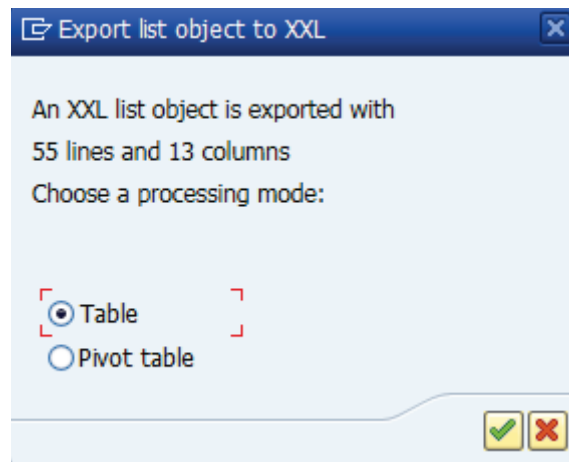 Export list object to XXL
An XXL list object is exported with
55 lines and 13 columns
Choose a processing mode:
Table
Pivot table